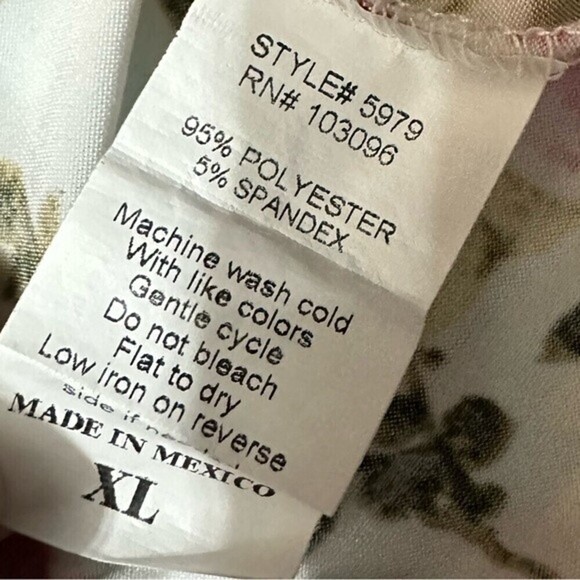 STYLE# 5979
RN# 103096
95% POLYESTER
5% SPANDEX
Machine wash cold
With like colors
Gentle cycle
Do not bleach
Flat to dry
Low iron on reverse
side if
MADE IN MEXICO
XL